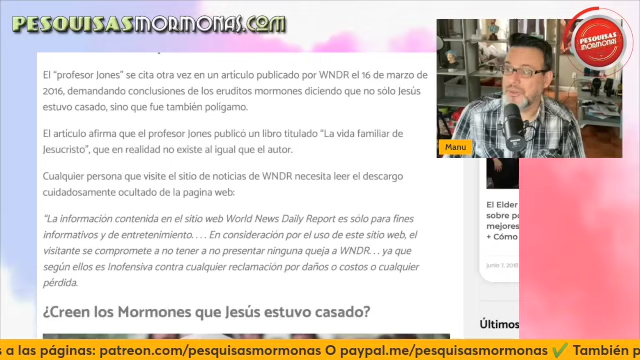 PESQUISASMORMONAS.COM
El “profesor Jones” se cita otra vez en un artículo publicado por WNDR el 16 de marzo de
2016, demandando conclusiones de los eruditos mormones diciendo que no sólo Jesús
estuvo casado, sino que fue también polígamo.
El artículo afirma que el profesor Jones publicó un libro titulado “La vida familiar de
Jesucristo”, que en realidad no existe al igual que el autor.
Cualquier persona que visite el sitio de noticias de WNDR necesita leer el descargo
cuidadosamente ocultado de la pagina web:
“La información contenida en el sitio web World News Daily Report es sólo para fines
informativos y de entretenimiento. . . . En consideración por el uso de este sitio web, el
visitante se compromete a no tener a no presentar ninguna queja a WNDR. . . ya que
según ellos es Inofensiva contra cualquier reclamación por daños o costos o cualquier
pérdida.
¿Creen los Mormones que Jesús estuvo casado?
PESQUISAS
MORMONAS
Manu
El Elder
sobre po
mejores
+ Cómo
junio 7, 2018
Últimos
s a las páginas: patreon.com/pesquisasmormonas O paypal.me/pesquisasmormonas ✔ También p